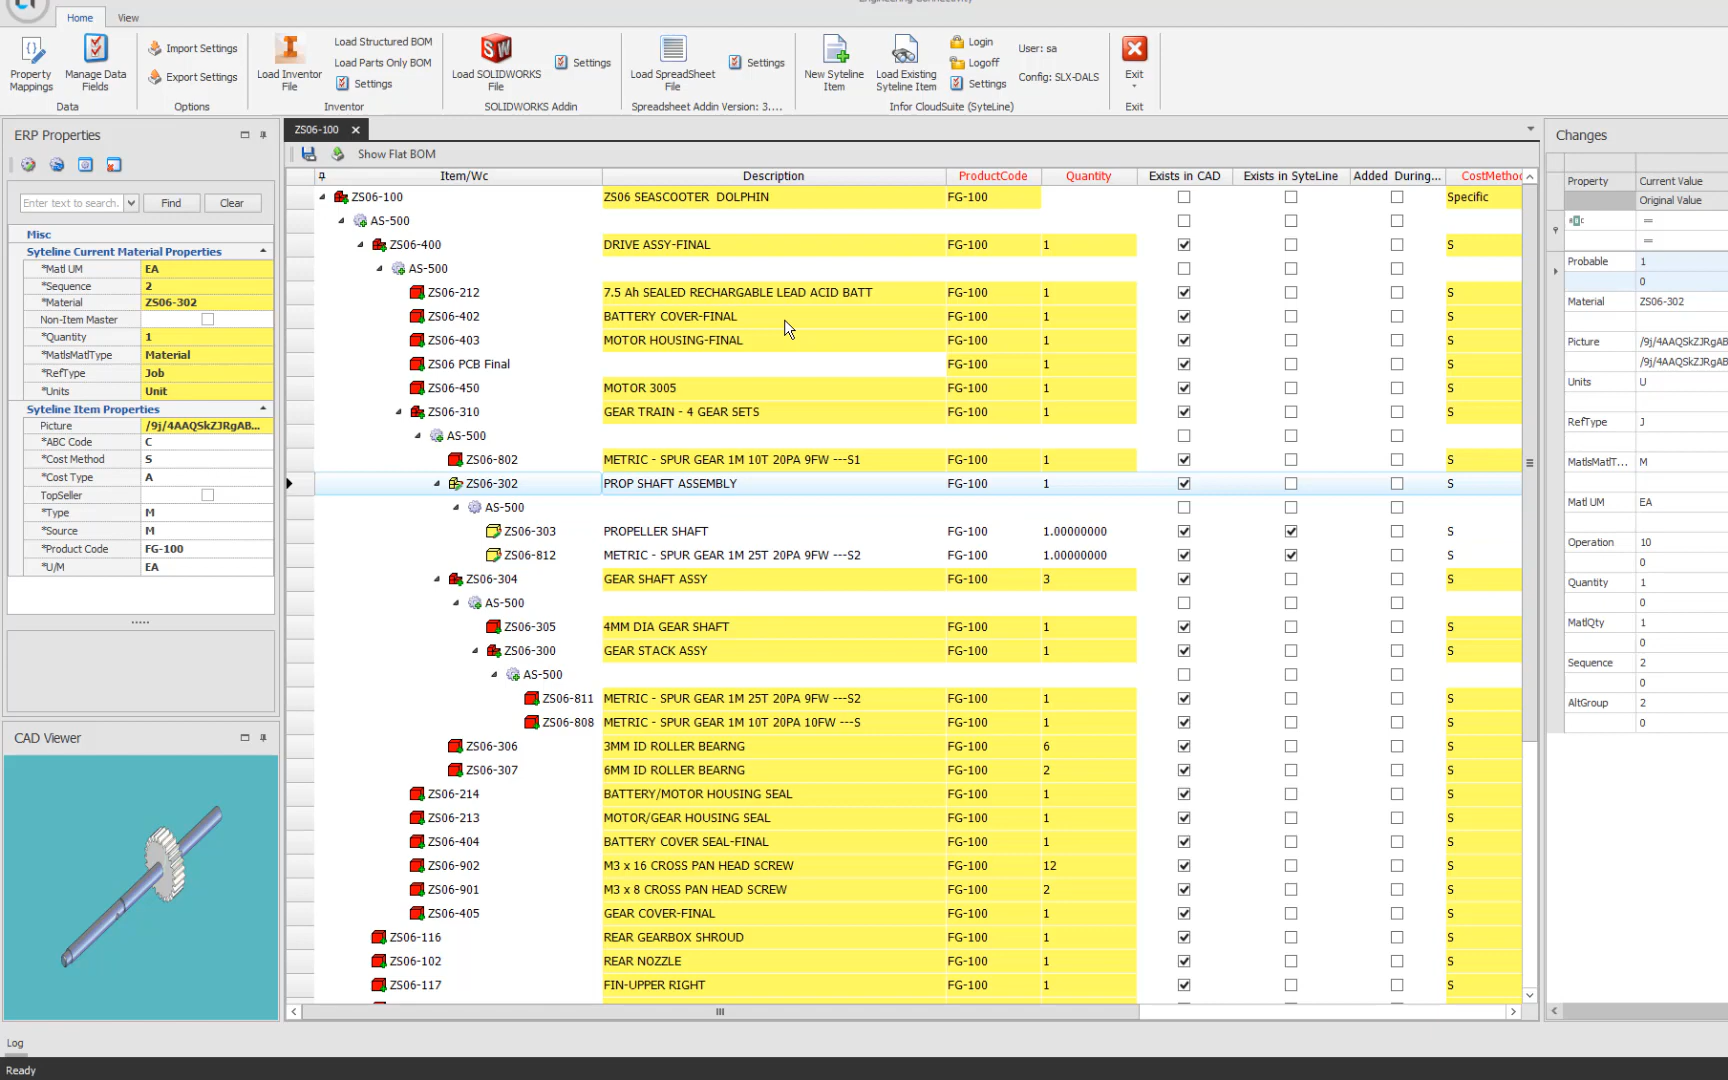 Home View
Property Mappings
Manage Data Fields
Data
Import Settings
Export Settings
Options
Load Inventor File
Load Structured BOM
Load Parts Only BOM
Settings
Inventor
Load SOLIDWORKS File
Settings
SOLIDWORKS Addin
Load SpreadSheet File
Settings
Spreadsheet Addin Version: 3....
New Syteline Item
Load Existing Syteline Item
Login
Logoff
Settings
User: sa
Config: SLX-DALS
Infor CloudSuite (SyteLine)
Exit
Exit
ERP Properties
Enter text to search. Find Clear
Misc
Syteline Current Material Properties
*Matl UM EA
*Sequence 2
*Material ZS06-302
Non-Item Master
*Quantity 1
*MatlsMatlType Material
*RefType Job
*Units Unit
Syteline Item Properties
Picture /9j/4AAQSkZJRgAB...
*ABC Code C
*Cost Method S
*Cost Type A
TopSeller
*Type M
*Source M
*Product Code FG-100
*U/M EA
CAD Viewer
ZS06-100
Show Flat BOM
Item/Wc Description ProductCode Quantity Exists in CAD Exists in SyteLine Added During... CostMethod
ZS06-100 ZS06 SEASCOOTER DOLPHIN FG-100 Specific
AS-500
ZS06-400 DRIVE ASSY-FINAL FG-100 1 S
AS-500
ZS06-212 7.5 Ah SEALED RECHARGABLE LEAD ACID BATT FG-100 1 S
ZS06-402 BATTERY COVER-FINAL FG-100 1 S
ZS06-403 MOTOR HOUSING-FINAL FG-100 1 S
ZS06 PCB Final FG-100 1 S
ZS06-450 MOTOR 3005 FG-100 1 S
ZS06-310 GEAR TRAIN - 4 GEAR SETS FG-100 1 S
AS-500
ZS06-802 METRIC - SPUR GEAR 1M 10T 20PA 9FW ---S1 FG-100 1 S
ZS06-302 PROP SHAFT ASSEMBLY FG-100 1 S
AS-500
ZS06-303 PROPELLER SHAFT FG-100 1.00000000 S
ZS06-812 METRIC - SPUR GEAR 1M 25T 20PA 9FW ---S2 FG-100 1.00000000 S
ZS06-304 GEAR SHAFT ASSY FG-100 3 S
AS-500
ZS06-305 4MM DIA GEAR SHAFT FG-100 1 S
ZS06-300 GEAR STACK ASSY FG-100 1 S
AS-500
ZS06-811 METRIC - SPUR GEAR 1M 25T 20PA 9FW ---S2 FG-100 1 S
ZS06-808 METRIC - SPUR GEAR 1M 10T 20PA 10FW ---S FG-100 1 S
ZS06-306 3MM ID ROLLER BEARNG FG-100 6 S
ZS06-307 6MM ID ROLLER BEARNG FG-100 2 S
ZS06-214 BATTERY/MOTOR HOUSING SEAL FG-100 1 S
ZS06-213 MOTOR/GEAR HOUSING SEAL FG-100 1 S
ZS06-404 BATTERY COVER SEAL-FINAL FG-100 1 S
ZS06-902 M3 x 16 CROSS PAN HEAD SCREW FG-100 12 S
ZS06-901 M3 x 8 CROSS PAN HEAD SCREW FG-100 2 S
ZS06-405 GEAR COVER-FINAL FG-100 1 S
ZS06-116 REAR GEARBOX SHROUD FG-100 1 S
ZS06-102 REAR NOZZLE FG-100 1 S
ZS06-117 FIN-UPPER RIGHT FG-100 1 S
Changes
Property Current Value
Original Value
=
=
Probable 1
0
Material ZS06-302
Picture /9j/4AAQSkZJRgAB
/9j/4AAQSkZJRgAB
Units U
RefType J
MatlsMatlT... M
Matl UM EA
Operation 10
0
Quantity 1
0
MatlQty 1
0
Sequence 2
0
AltGroup 2
0
Log
Ready